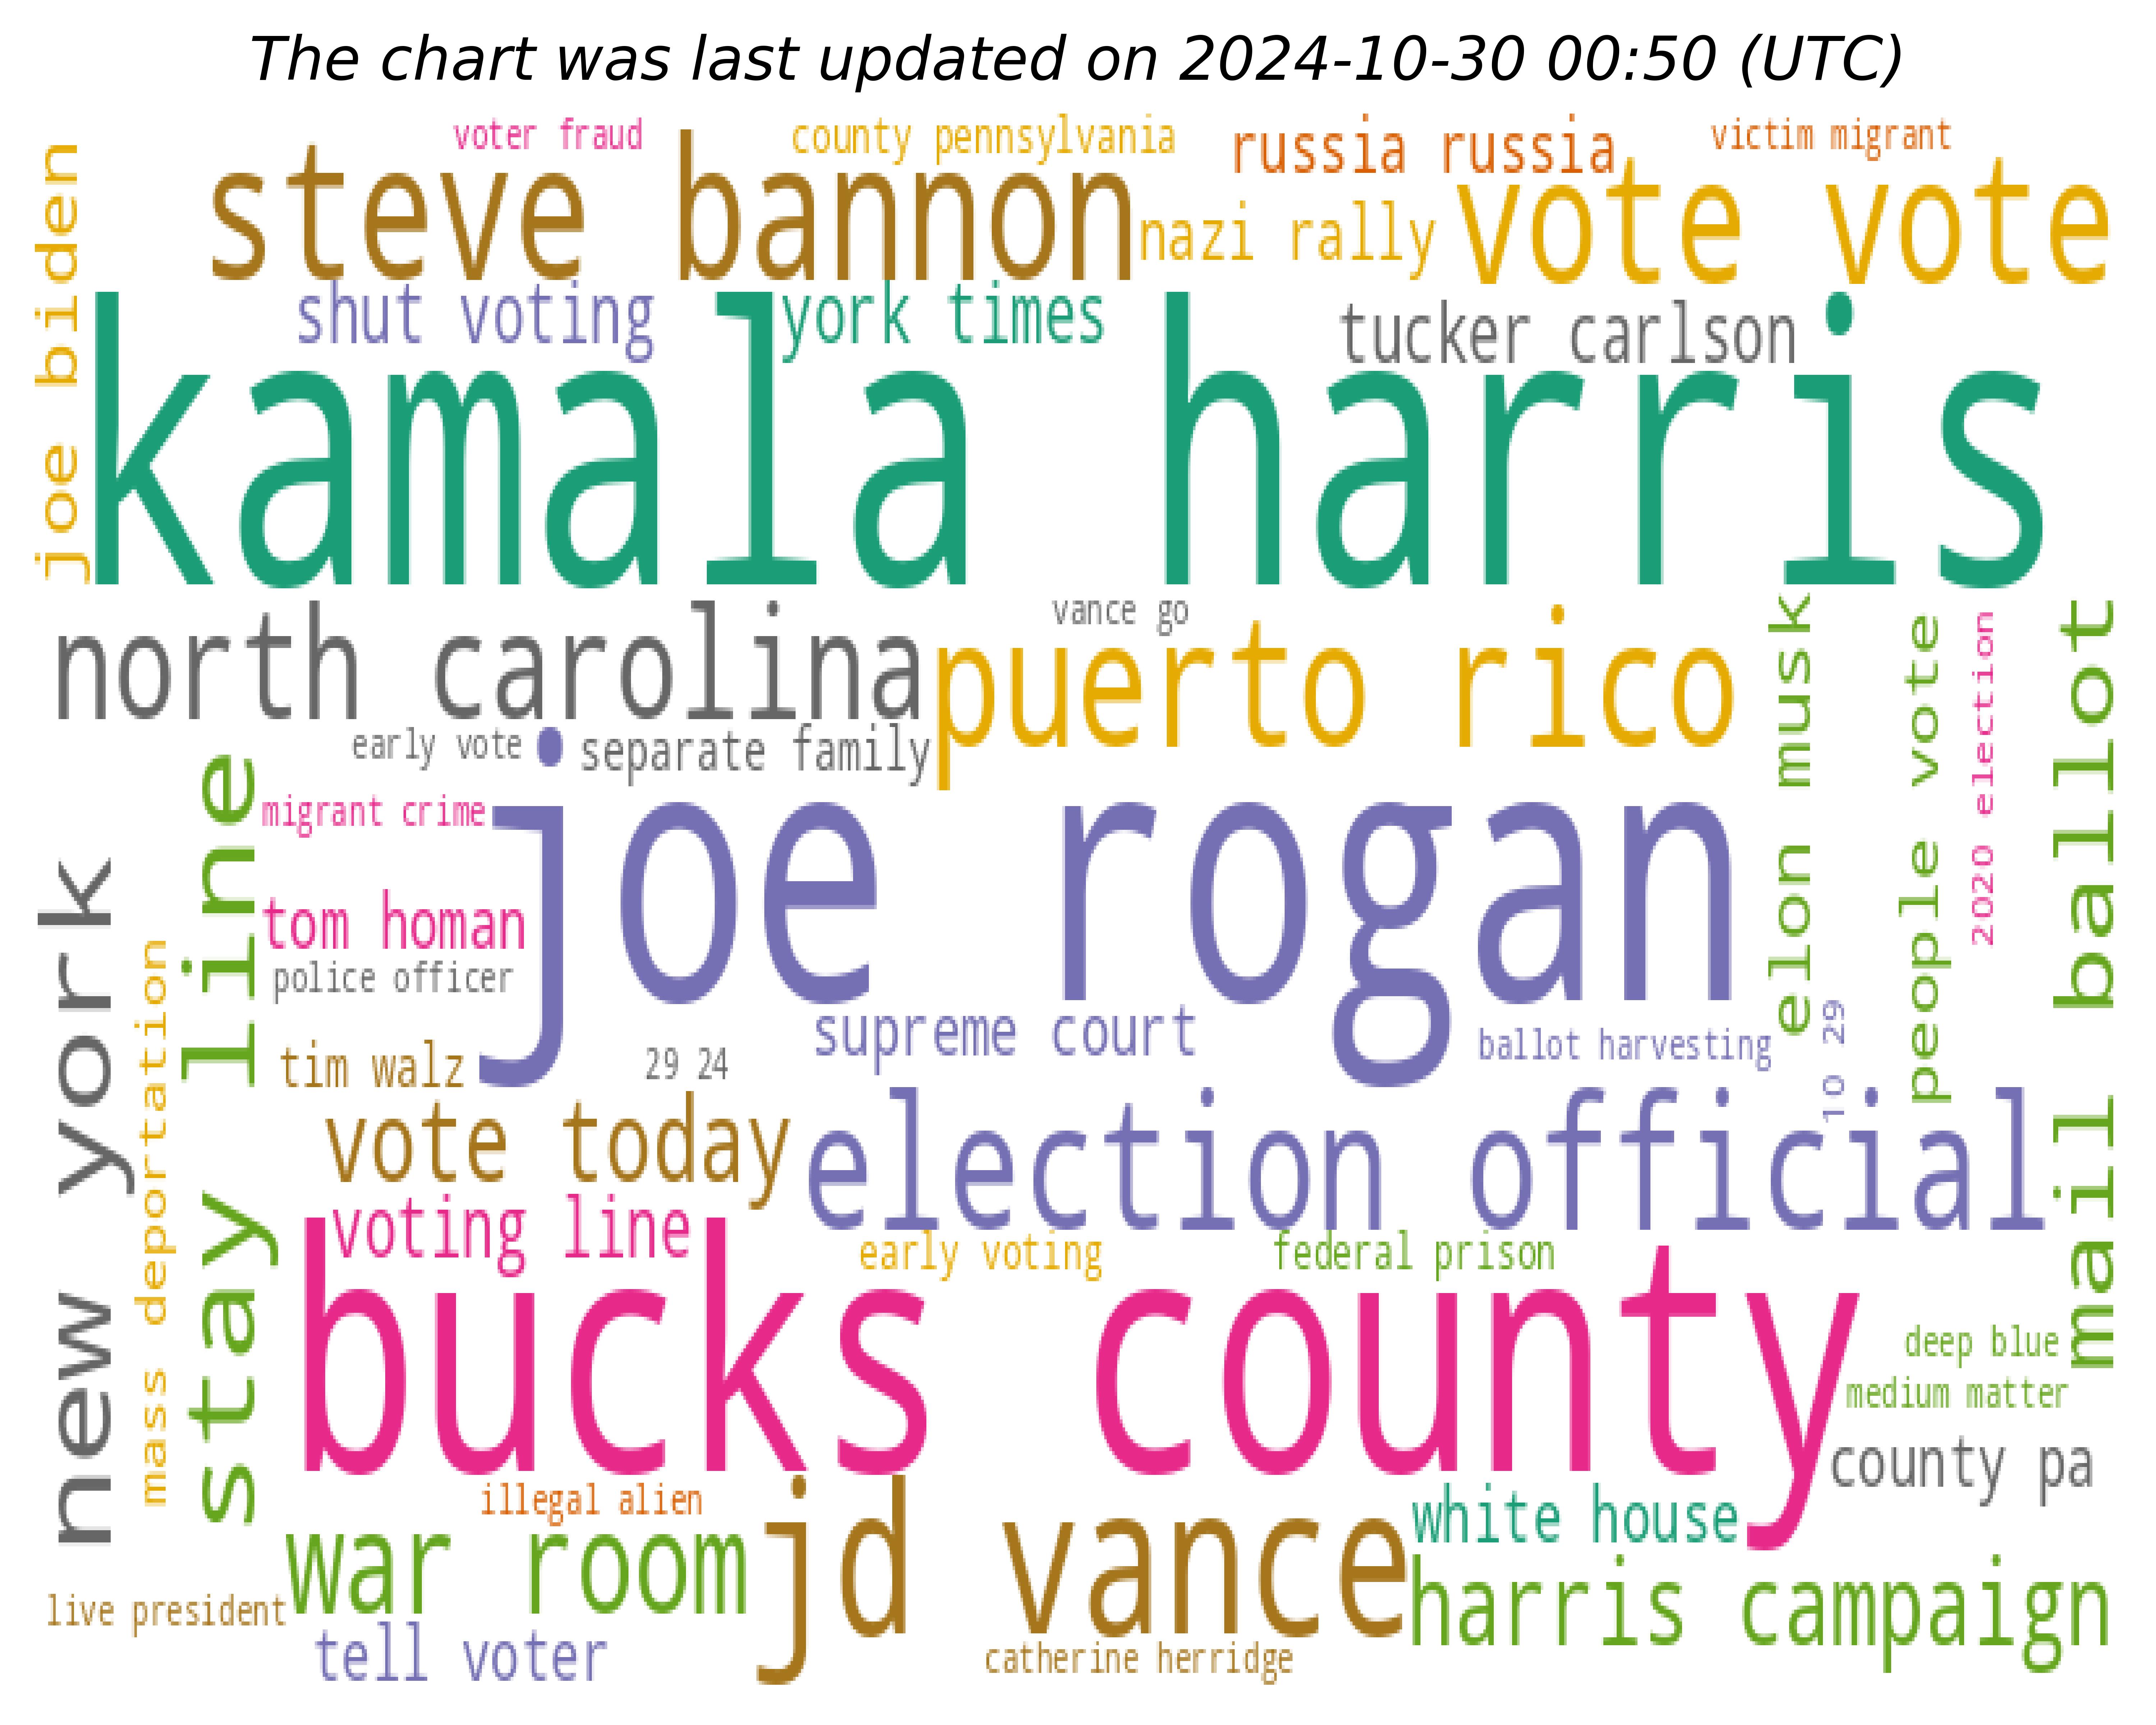 The chart was last updated on 2024-10-30 00:50 (UTC)
voter fraud
county pennsylvania
russia russia
victim migrant
joe biden
steve bannon
nazi rally
vote vote
shut voting
york times
tucker carlson
kamala harris
north carolina
vance go
puerto rico
elon musk
people vote
2020 election
mail ballot
early vote
separate family
stay line
migrant crime
joe rogan
new york
mass deportation
tom homan
police officer
supreme court
ballot harvesting
10 29
tim walz
29 24
vote today
election official
voting line
early voting
federal prison
bucks county
deep blue
medium matter
county pa
illegal alien
white house
war room
jd vance
harris campaign
live president
tell voter
catherine herridge